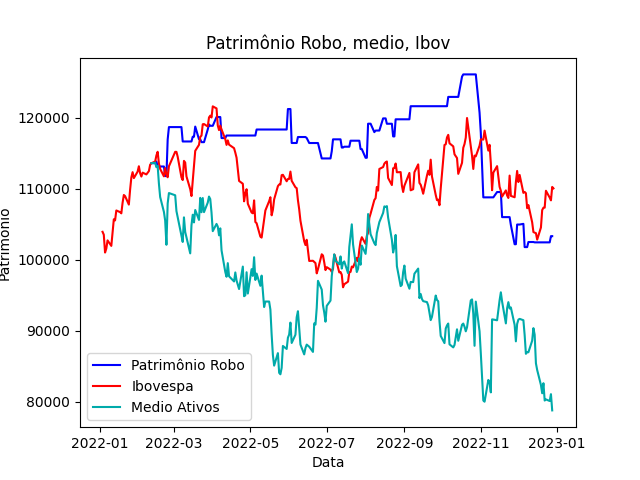 Patrimônio Robo, medio, Ibov
Patrimonio
120000
110000
100000
90000
80000
Patrimônio Robo
Ibovespa
Medio Ativos
2022-01
2022-03
2022-05
2022-07
2022-09
2022-11
2023-01
Data